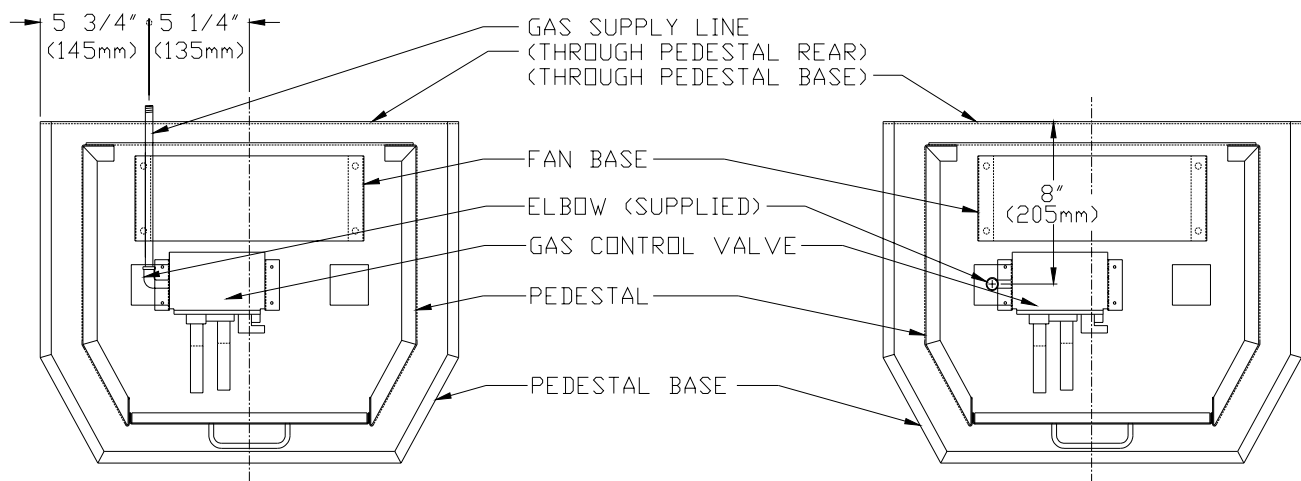 5 3/4" 5 1/4"
(145mm) (135mm)
GAS SUPPLY LINE
(THROUGH PEDESTAL REAR)
(THROUGH PEDESTAL BASE)
FAN BASE
ELBOW (SUPPLIED)
GAS CONTROL VALVE
PEDESTAL
PEDESTAL BASE
8"
(205mm)